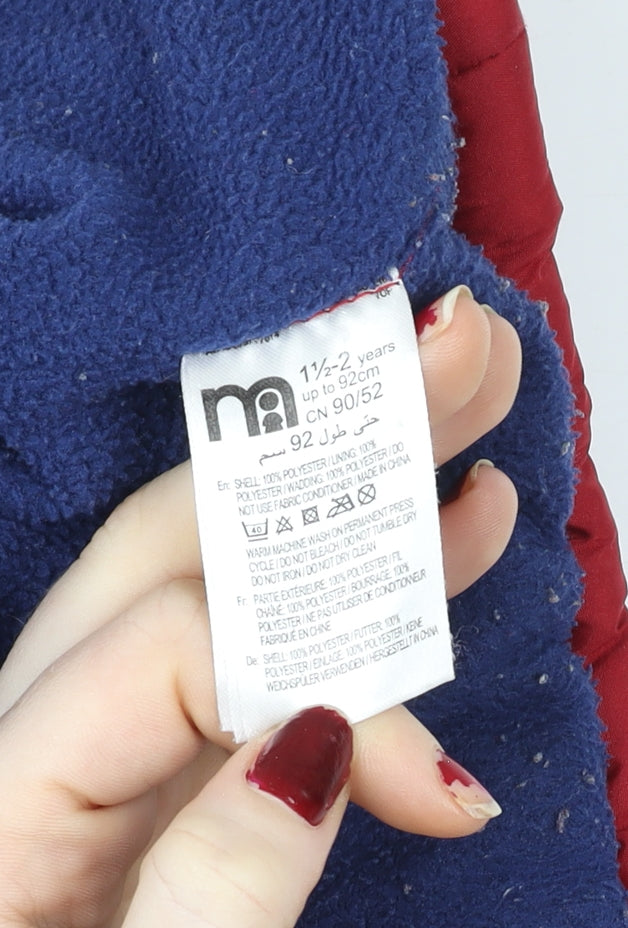 1½-2 years
up to 92cm
CN 90/52
حتى طول 92 سم
En: SHELL: 100% POLYESTER / LINING: 100%
POLYESTER / WADDING: 100% POLYESTER / DO
NOT USE FABRIC CONDITIONER / MADE IN CHINA
40
WARM MACHINE WASH ON PERMANENT PRESS
CYCLE / DO NOT BLEACH / DO NOT TUMBLE DRY
DO NOT IRON / DO NOT DRY CLEAN
Fr: PARTIE EXTÉRIEURE, 100% POLYESTER / FIL
CHAÎNE, 100% POLYESTER / BOURRAGE, 100%
POLYESTER / NE PAS UTILISER DE CONDITIONNEUR
FABRIQUÉ EN CHINE
De: SHELL: 100% POLYESTER / FUTTER, 100%
POLYESTER / EINLAGE, 100% POLYESTER / KEINE
WEICHSPÜLER VERWENDEN / HERGESTELLT IN CHINA